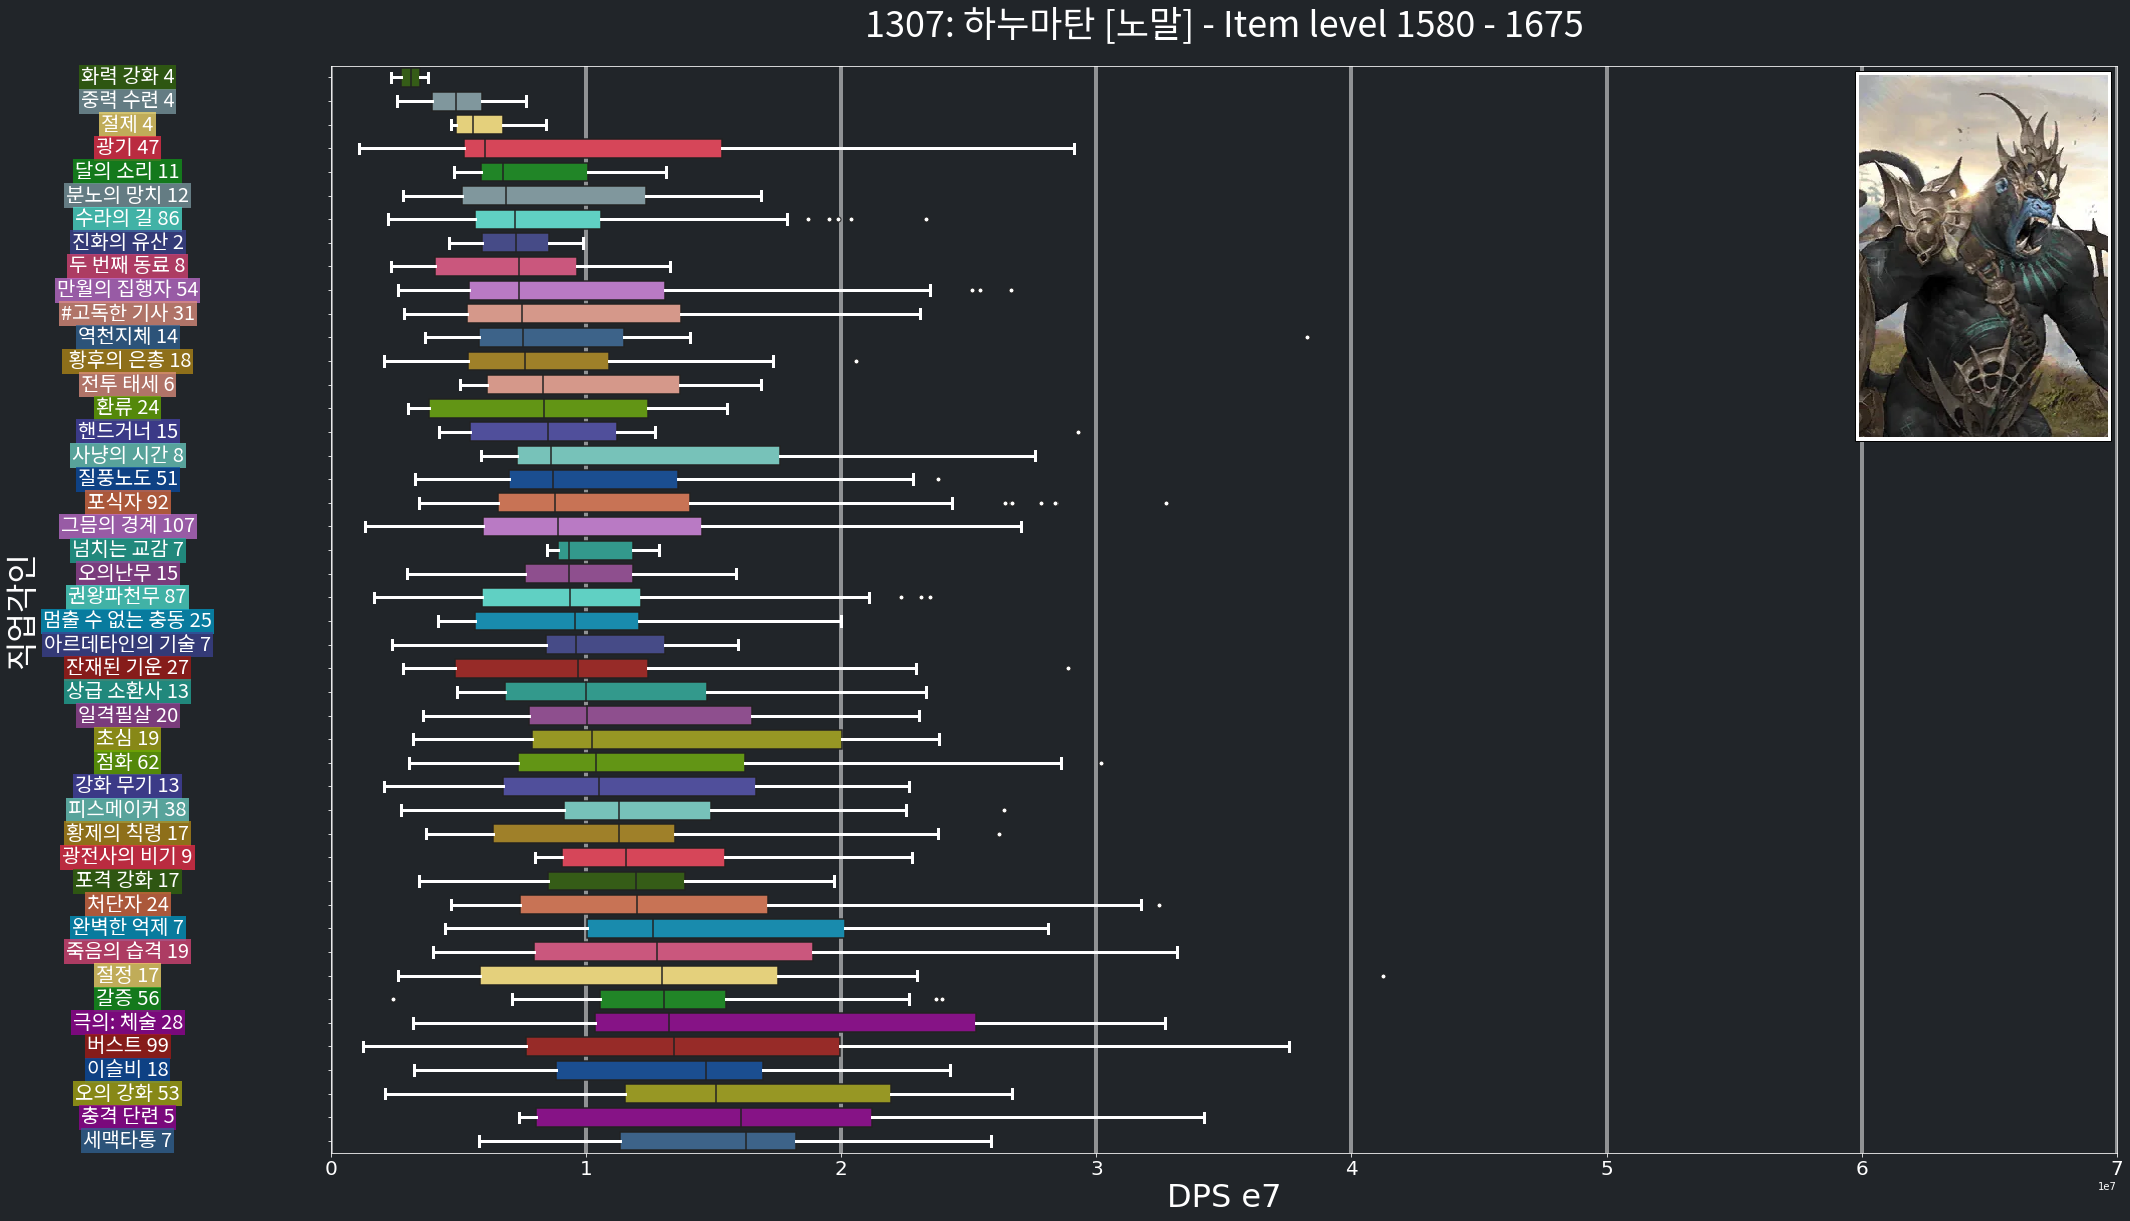 1307: 하누마탄 [노말] - Item level 1580 - 1675
화력 강화 4
중력 수련 4
절제 4
광기 47
달의 소리 11
분노의 망치 12
수라의 길 86
진화의 유산 2
두 번째 동료 8
만월의 집행자 54
#고독한 기사 31
역천지체 14
황후의 은총 18
전투 태세 6
환류 24
핸드거너 15
사냥의 시간 8
질풍노도 51
포식자 92
그믐의 경계 107
넘치는 교감 7
오의난무 15
권왕파천무 87
멈출 수 없는 충동 25
아르데타인의 기술 7
잔재된 기운 27
상급 소환사 13
일격필살 20
초심 19
점화 62
강화 무기 13
피스메이커 38
황제의 칙령 17
광전사의 비기 9
포격 강화 17
처단자 24
완벽한 억제 7
죽음의 습격 19
절정 17
갈증 56
극의: 체술 28
버스트 99
이슬비 18
오의 강화 53
충격 단련 5
세맥타통 7
직업각인
0 1 2 3 4 5 6 7
1e7
DPS e7